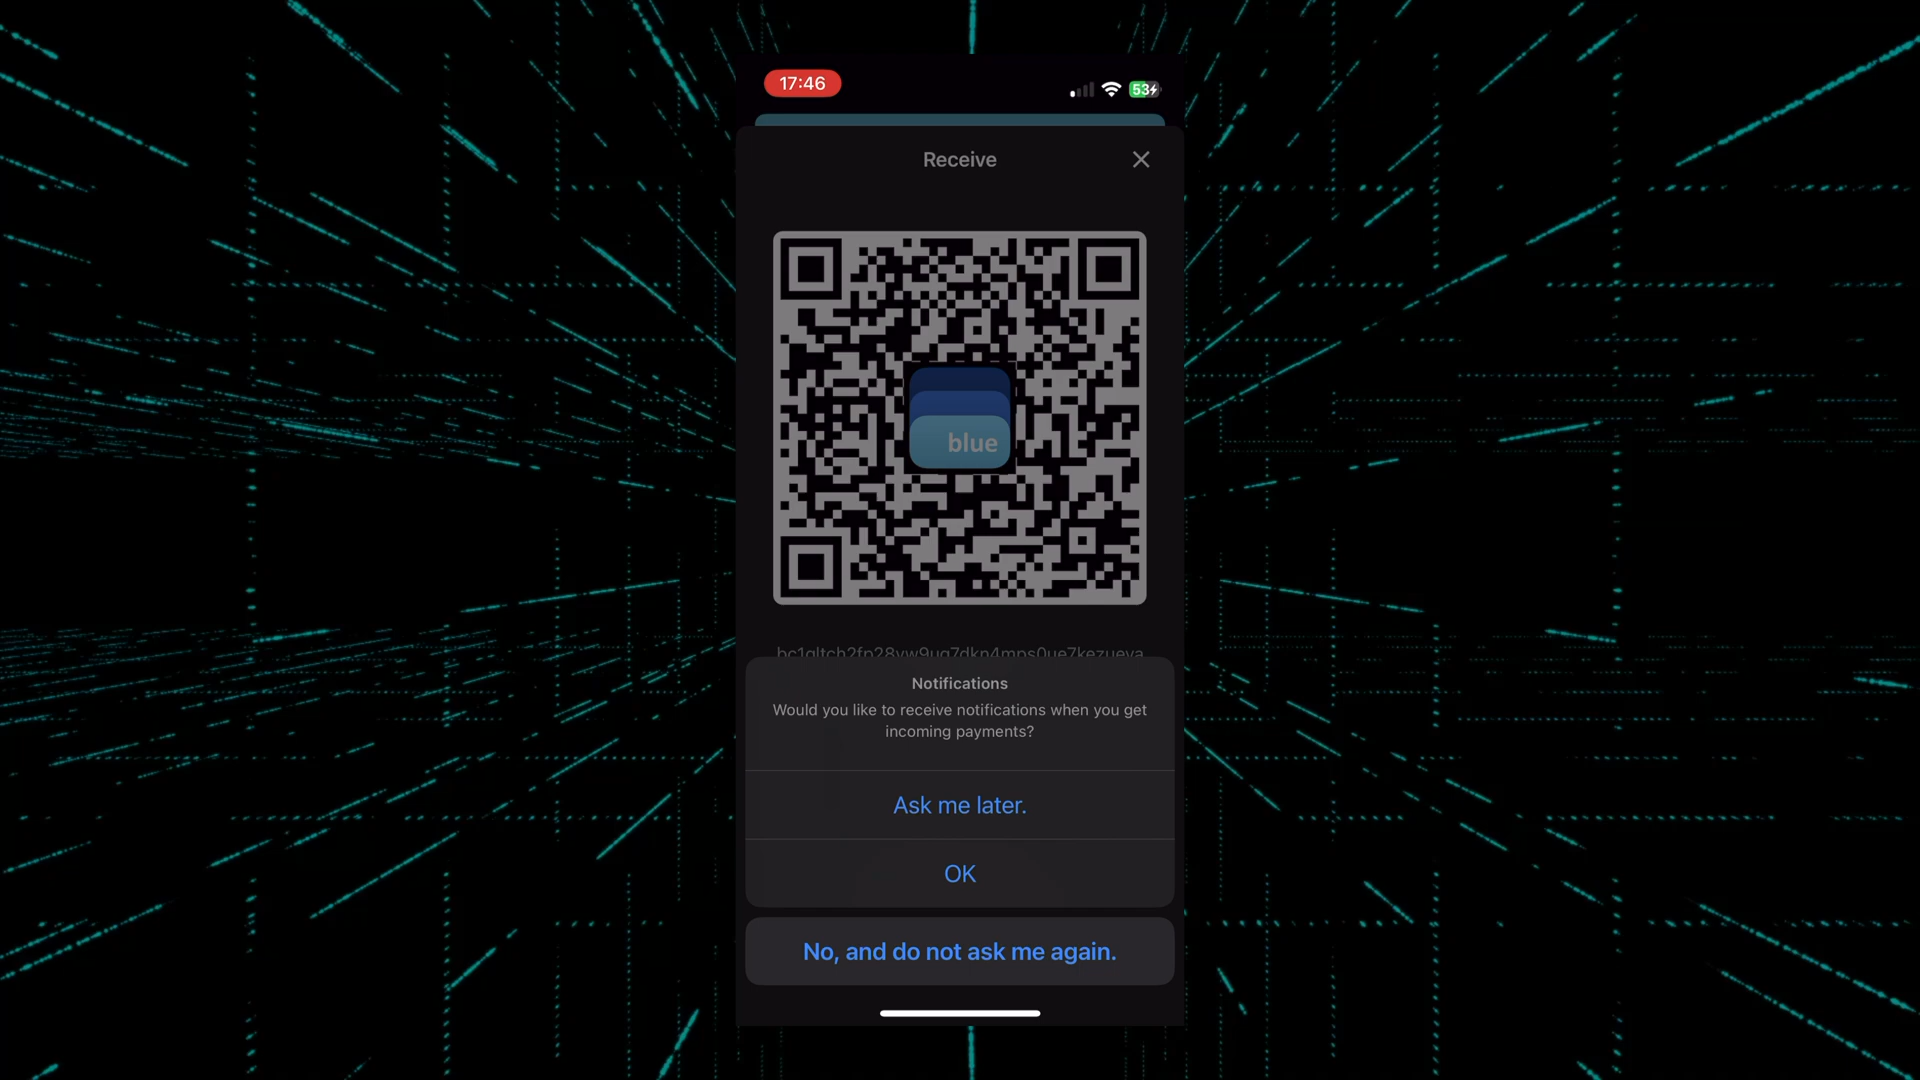 17:46
53
Receive
blue
Notifications
Would you like to receive notifications when you get
incoming payments?
Ask me later.
OK
No, and do not ask me again.